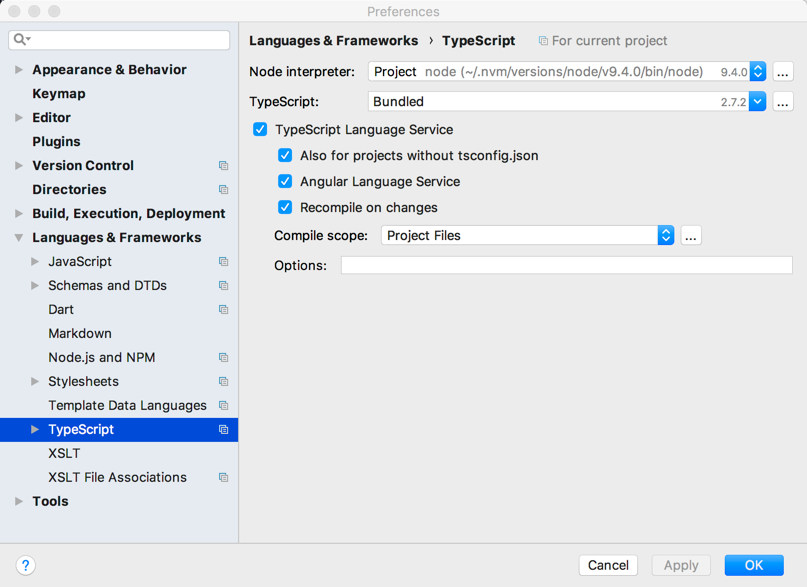 Preferences
Appearance & Behavior
Keymap
Editor
Plugins
Version Control
Directories
Build, Execution, Deployment
Languages & Frameworks
JavaScript
Schemas and DTDs
Dart
Markdown
Node.js and NPM
Stylesheets
Template Data Languages
TypeScript
XSLT
XSLT File Associations
Tools
Languages & Frameworks › TypeScript For current project
Node interpreter: Project node (~/.nvm/versions/node/v9.4.0/bin/node) 9.4.0 ...
TypeScript: Bundled 2.7.2 ...
TypeScript Language Service
Also for projects without tsconfig.json
Angular Language Service
Recompile on changes
Compile scope: Project Files ...
Options:
? Cancel Apply OK